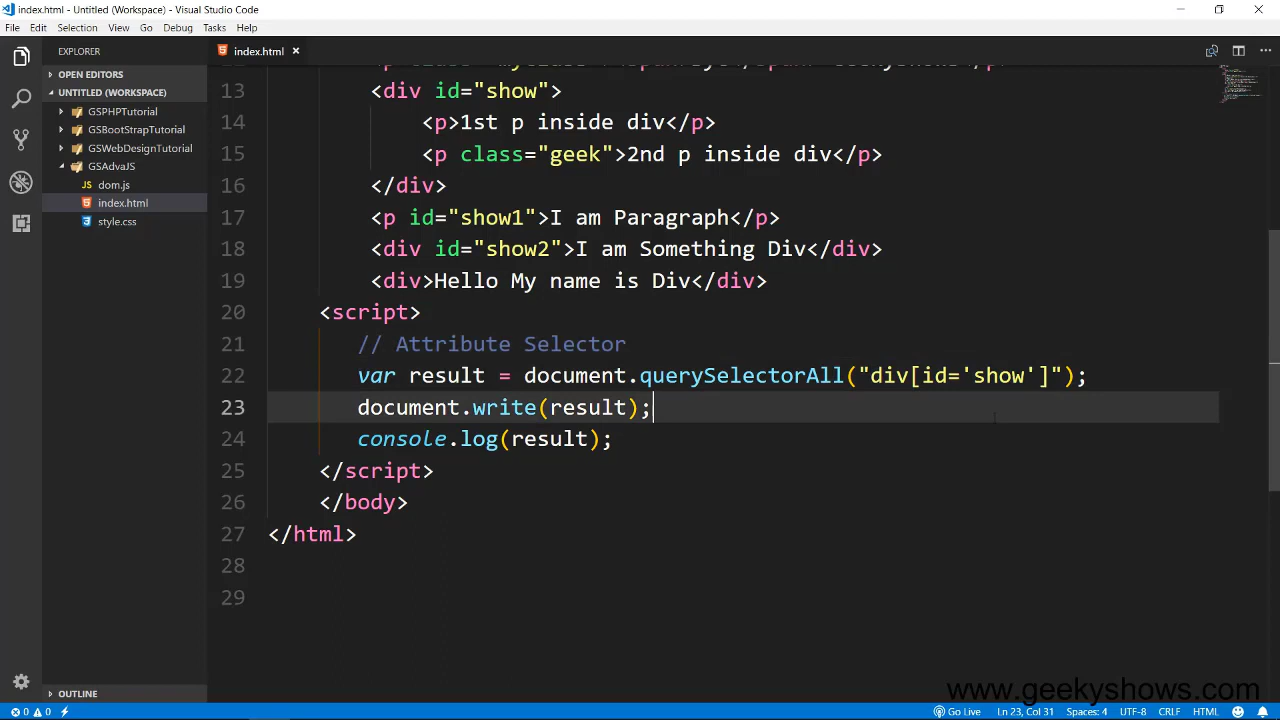 index.html - Untitled (Workspace) - Visual Studio Code
File Edit Selection View Go Debug Tasks Help
EXPLORER
index.html ×
OPEN EDITORS
UNTITLED (WORKSPACE)
GSPHPTutorial
GSBootStrapTutorial
GSWebDesignTutorial
GSAdvaJS
JS dom.js
index.html
style.css
OUTLINE
13 <div id="show">
14 <p>1st p inside div</p>
15 <p class="geek">2nd p inside div</p>
16 </div>
17 <p id="show1">I am Paragraph</p>
18 <div id="show2">I am Something Div</div>
19 <div>Hello My name is Div</div>
20 <script>
21 // Attribute Selector
22 var result = document.querySelectorAll("div[id='show']");
23 document.write(result);
24 console.log(result);
25 </script>
26 </body>
27 </html>
28
29
www.geekyshows.com
0 0 Go Live Ln 23, Col 31 Spaces: 4 UTF-8 CRLF HTML